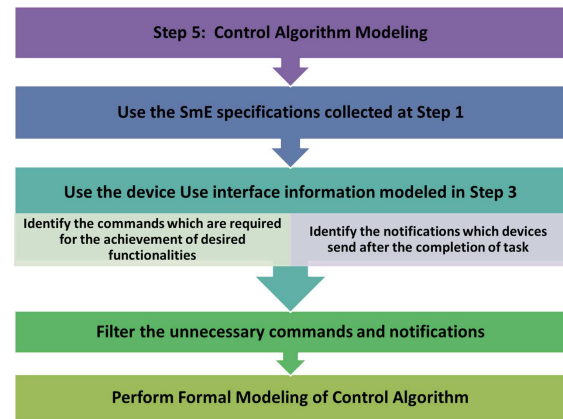 Step 5: Control Algorithm Modeling
Use the SmE specifications collected at Step 1
Use the device Use interface information modeled in Step 3
Identify the commands which are required
for the achievement of desired
functionalities
Identify the notifications which devices
send after the completion of task
Filter the unnecessary commands and notifications
Perform Formal Modeling of Control Algorithm